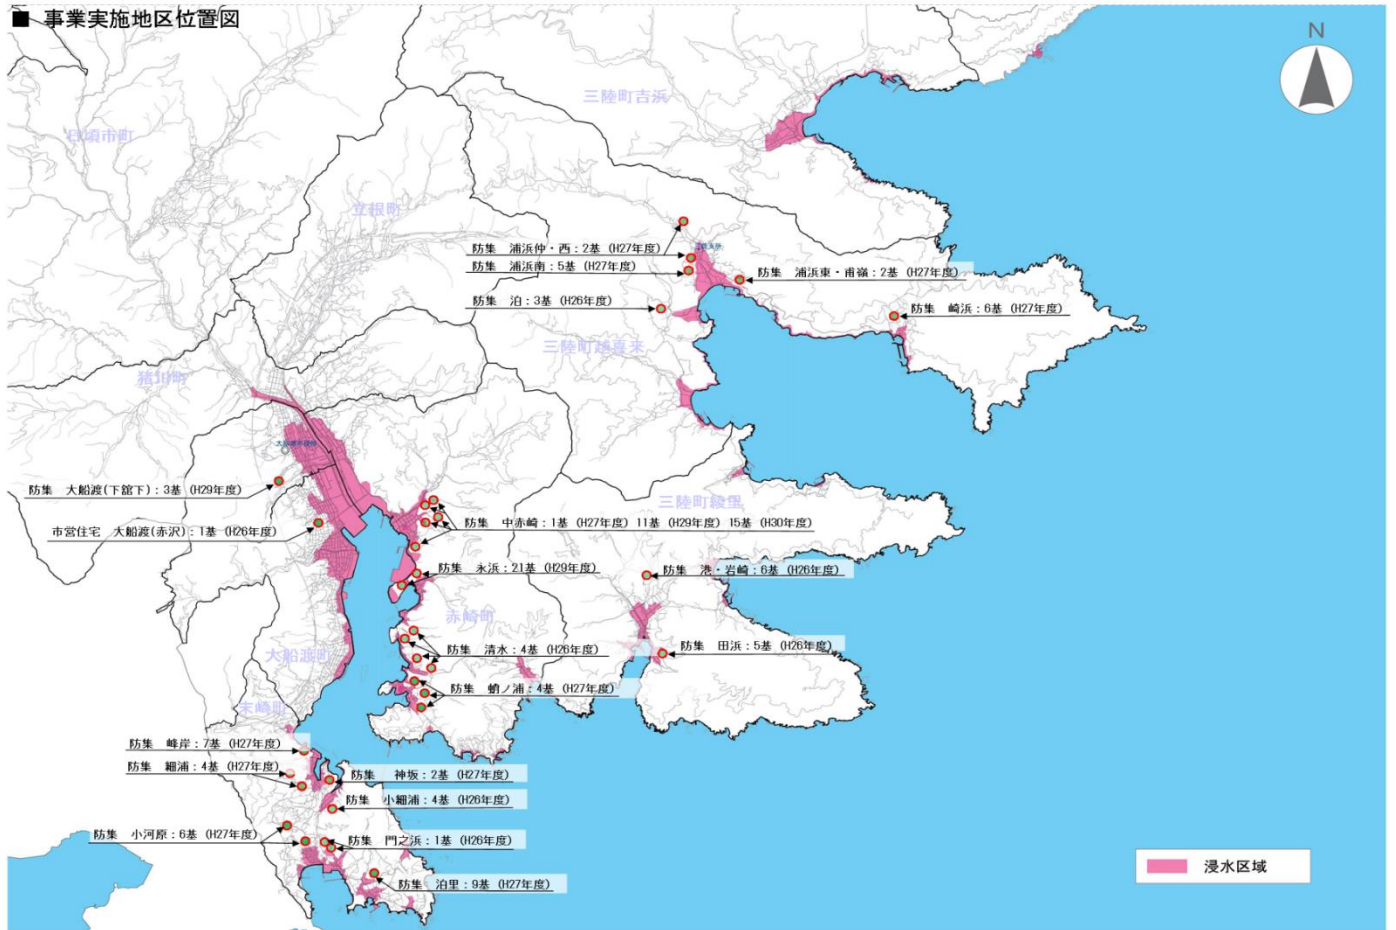 ■ 事業実施地区位置図
N
三陸町吉浜
日頃市町
立根町
防集 浦浜仲・西：2基 (H27年度)
防集 浦浜南：5基 (H27年度)
防集 浦浜東・甫嶺：2基 (H27年度)
防集 泊：3基 (H26年度)
防集 崎浜：6基 (H27年度)
三陸町越喜来
猪川町
防集 大船渡(下舘下)：3基 (H29年度)
三陸町綾里
市営住宅 大船渡(赤沢)：1基 (H26年度)
防集 中赤崎：1基 (H27年度) 11基 (H29年度) 15基 (H30年度)
防集 永浜：21基 (H29年度)
防集 港・岩崎：6基 (H26年度)
赤崎町
防集 清水：4基 (H26年度)
防集 田浜：5基 (H26年度)
大船渡町
防集 蛸ノ浦：4基 (H27年度)
末崎町
防集 峰岸：7基 (H27年度)
防集 細浦：4基 (H27年度)
防集 神坂：2基 (H27年度)
防集 小細浦：4基 (H26年度)
防集 小河原：6基 (H27年度)
防集 門之浜：1基 (H26年度)
防集 泊里：9基 (H27年度)
浸水区域